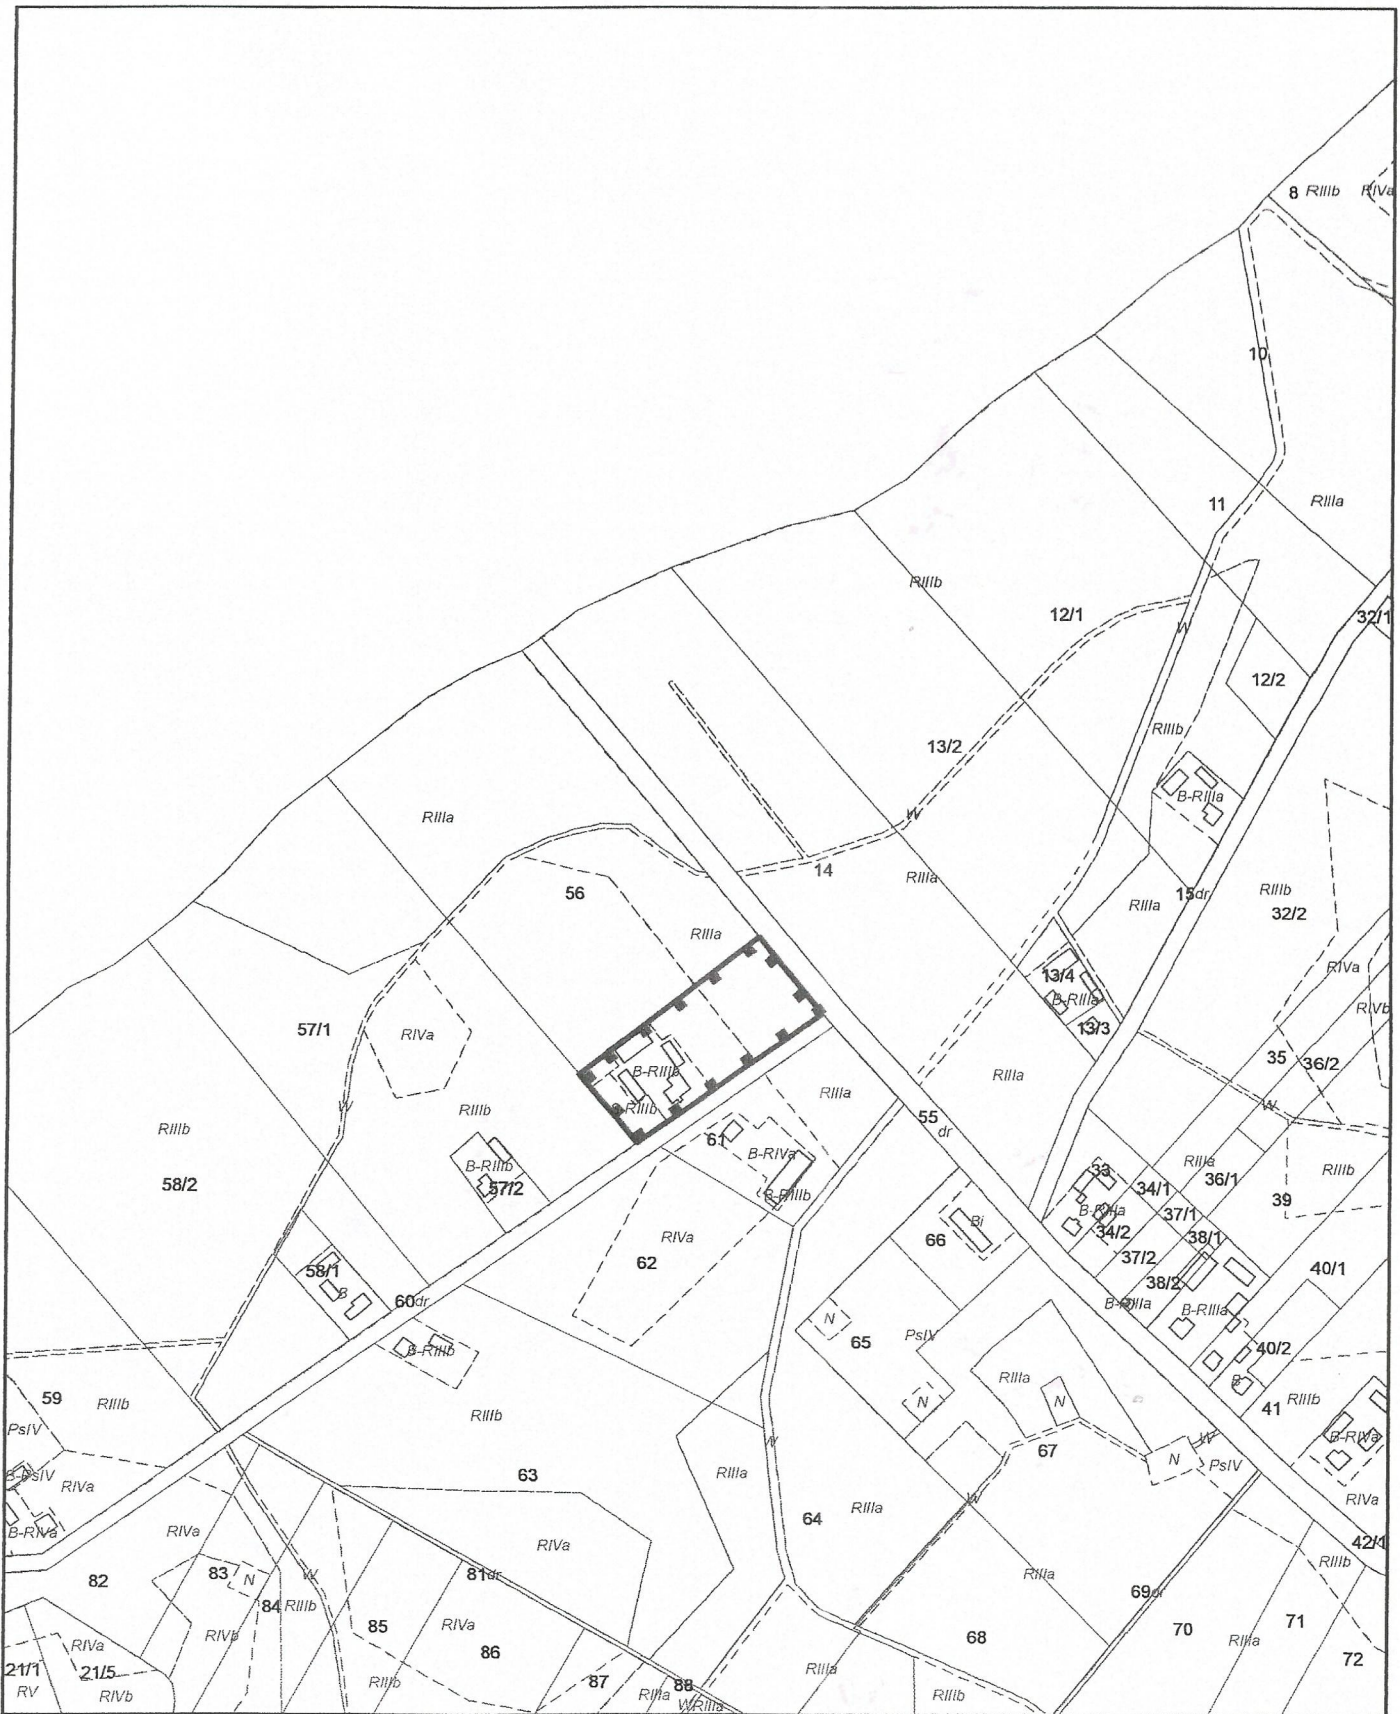 8 RIIIb RIVa
10
11
RIIIa
RIIIb
12/1
32/1
W
12/2
RIIIb
13/2
B-RIIIa
RIIIa
W
14
RIIIa
56
15dr
RIIIb
RIIIa
32/2
RIIIa
RIVa
13/4
B-RIIIa
RIVb
57/1
RIVa
13/3
35
36/2
B-RIIIb
RIIIa
RIIIa
W
RIIIb
B-RIIIb
55 dr
RIIIb
61
B-RIVa
33
RIIIa
RIIIb
58/2
B-RIIIb
57/2
B-RIIIb
34/1
36/1
39
B-RIIIa
37/1
66
Bi
34/2
38/1
RIVa
62
37/2
58/1
B
38/2
40/1
60dr
B-RIIIa
B-RIIIa
N
65
PsIV
B-RIIIb
40/2
59
RIIIb
RIIIa
B
N
N
41
RIIIb
RIIIb
PsIV
W
67
W
B-RIVa
N
PsIV
B-PsIV
RIVa
63
RIIIa
W
RIVa
64
RIIIa
RIVa
RIVa
42/1
RIIIb
82
83
N
W
81dr
RIIIa
69dr
84
RIIIb
85
RIVa
70
71
RIVb
86
68
RIIIa
72
RIVa
21/1
21/5
RV
RIVb
RIIIb
87
88
RIIIa
RIIIa
WRIIIa
RIIIb
B-RIVa